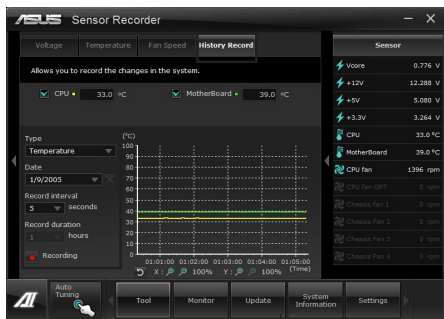 ASUS Sensor Recorder
Voltage Temperature Fan Speed History Record
Allows you to record the changes in the system.
CPU 33.0 ºC MotherBoard 39.0 ºC
Type
Temperature
Date
1/9/2005
Record interval
5 seconds
Record duration
1 hours
Recording
(°C)
100
90
80
70
60
50
40
30
20
10
0
01:01:00 01:02:00 01:03:00 01:04:00 01:05:00
X : 100% Y : 100% (Time)
Sensor
Vcore 0.776 V
+12V 12.288 V
+5V 5.080 V
+3.3V 3.264 V
CPU 33.0 ºC
MotherBoard 39.0 ºC
CPU fan 1396 rpm
CPU Fan OPT 0 rpm
Chassis Fan 1 0 rpm
Chassis Fan 2 0 rpm
Chassis Fan 3 0 rpm
Chassis Fan 4 0 rpm
Auto Tuning
Tool
Monitor
Update
System Information
Settings